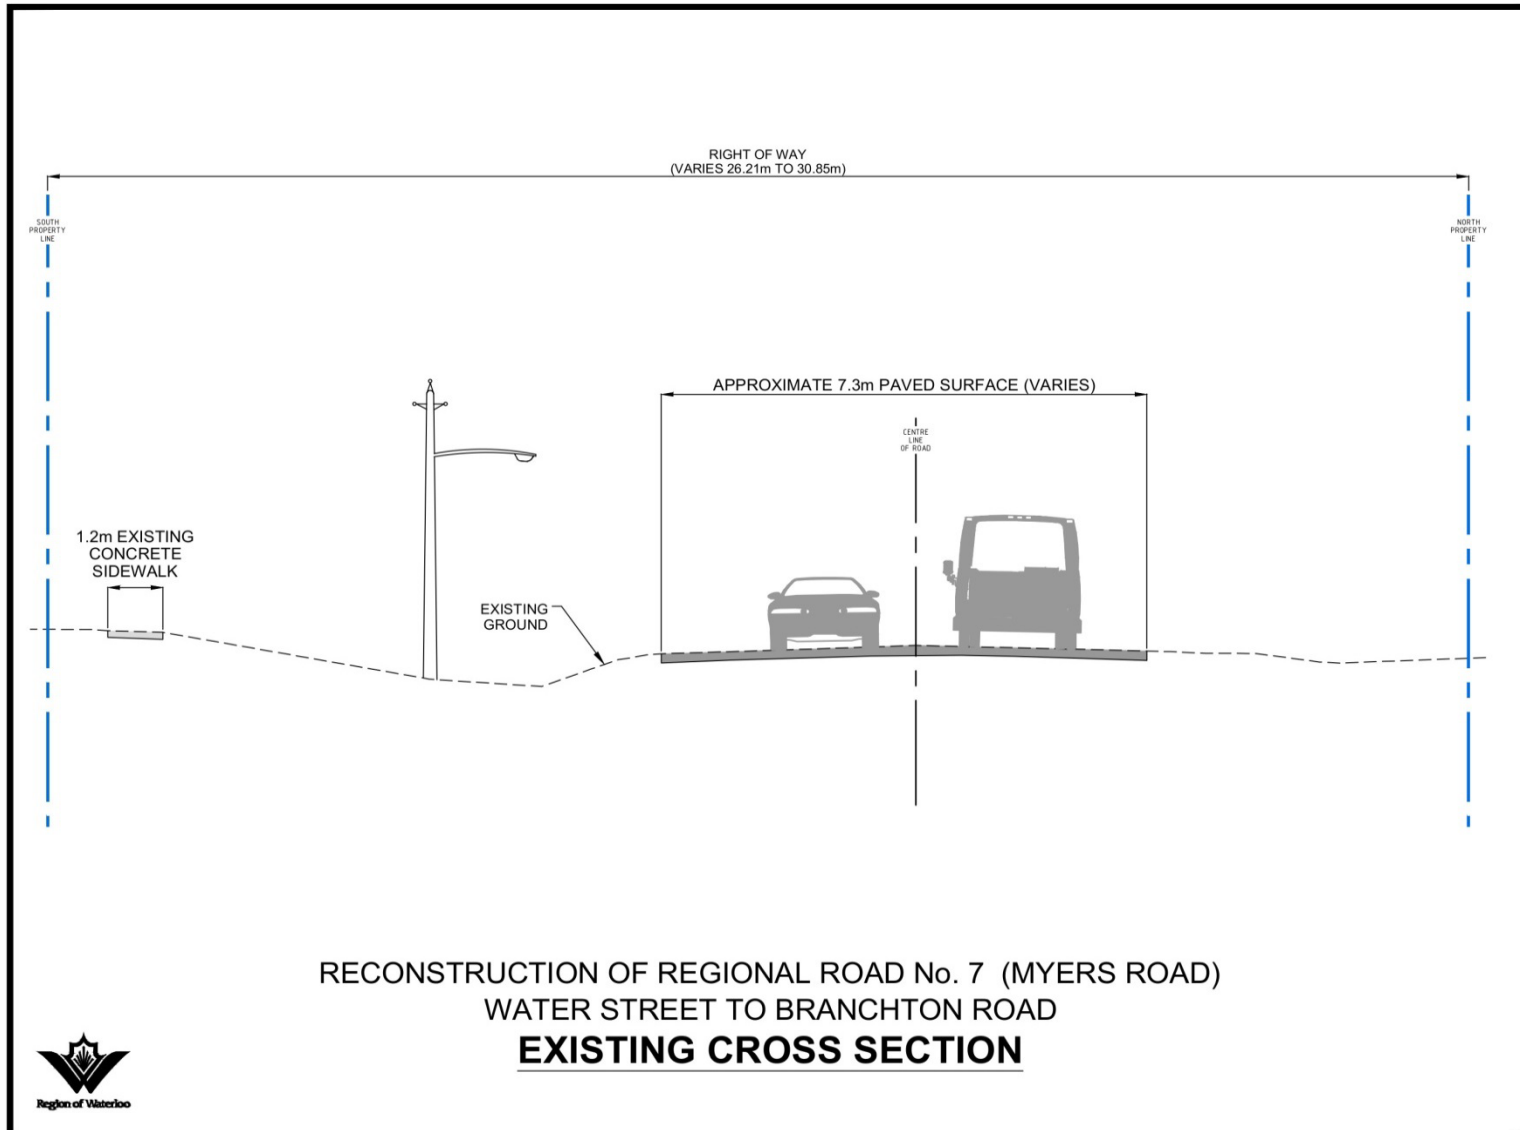 RIGHT OF WAY
(VARIES 26.21m TO 30.85m)
SOUTH
PROPERTY
LINE
NORTH
PROPERTY
LINE
APPROXIMATE 7.3m PAVED SURFACE (VARIES)
CENTRE
LINE
OF ROAD
1.2m EXISTING
CONCRETE
SIDEWALK
EXISTING
GROUND
RECONSTRUCTION OF REGIONAL ROAD No. 7 (MYERS ROAD)
WATER STREET TO BRANCHTON ROAD
EXISTING CROSS SECTION
Region of Waterloo